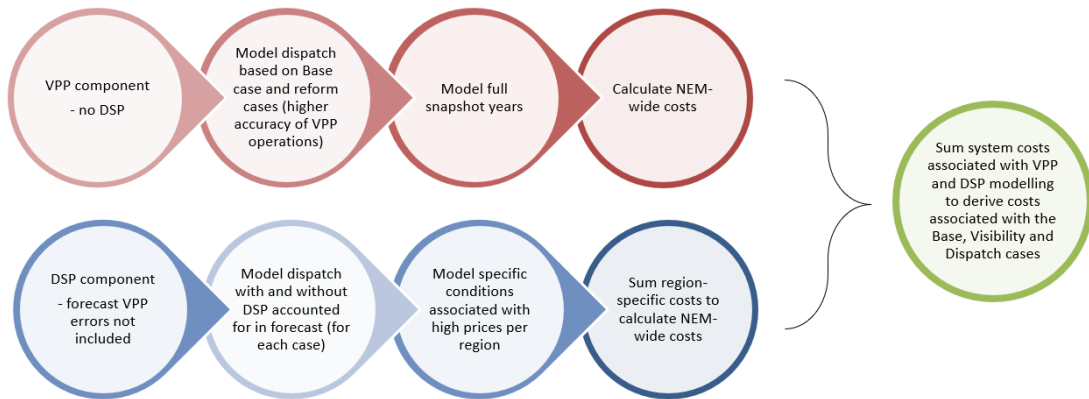 VPP component
- no DSP
Model dispatch
based on Base
case and reform
cases (higher
accuracy of VPP
operations)
Model full
snapshot years
Calculate NEM-
wide costs
DSP component
- forecast VPP
errors not
included
Model dispatch
with and without
DSP accounted
for in forecast (for
each case)
Model specific
conditions
associated with
high prices per
region
Sum region-
specific costs to
calculate NEM-
wide costs
Sum system costs
associated with VPP
and DSP modelling
to derive costs
associated with the
Base, Visibility and
Dispatch cases